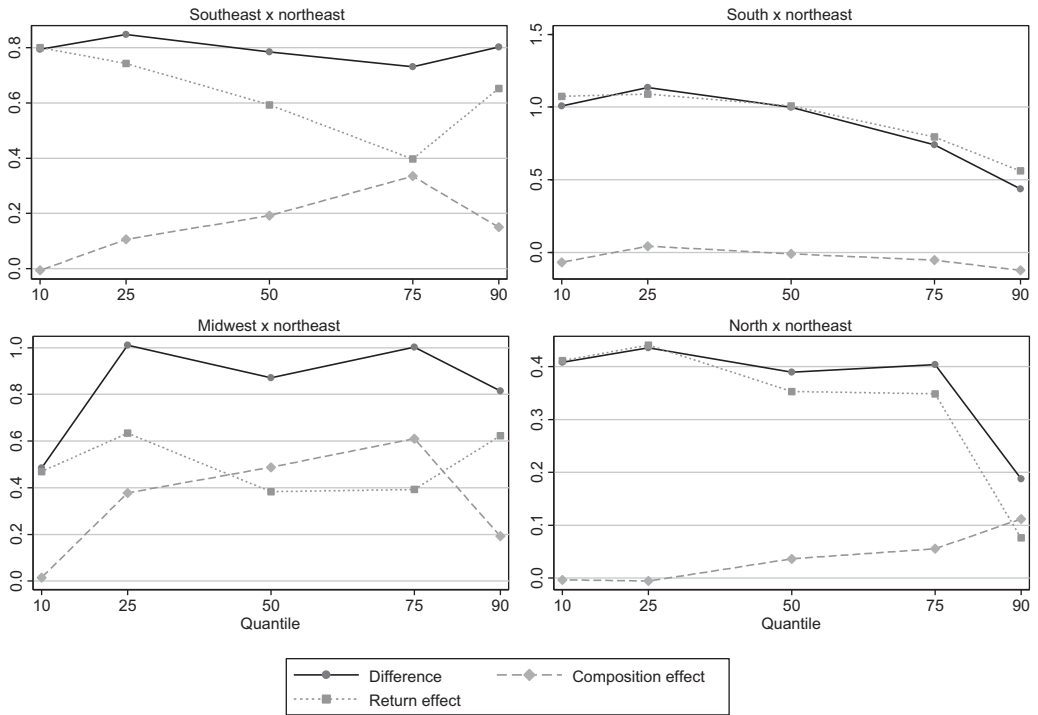 Southeast x northeast
0.8
0.6
0.4
0.2
0.0
10 25 50 75 90
South x northeast
1.5
1.0
0.5
0.0
10 25 50 75 90
Midwest x northeast
1.0
0.8
0.6
0.4
0.2
0.0
10 25 50 75 90
Quantile
North x northeast
0.4
0.3
0.2
0.1
0.0
10 25 50 75 90
Quantile
Difference
Composition effect
Return effect